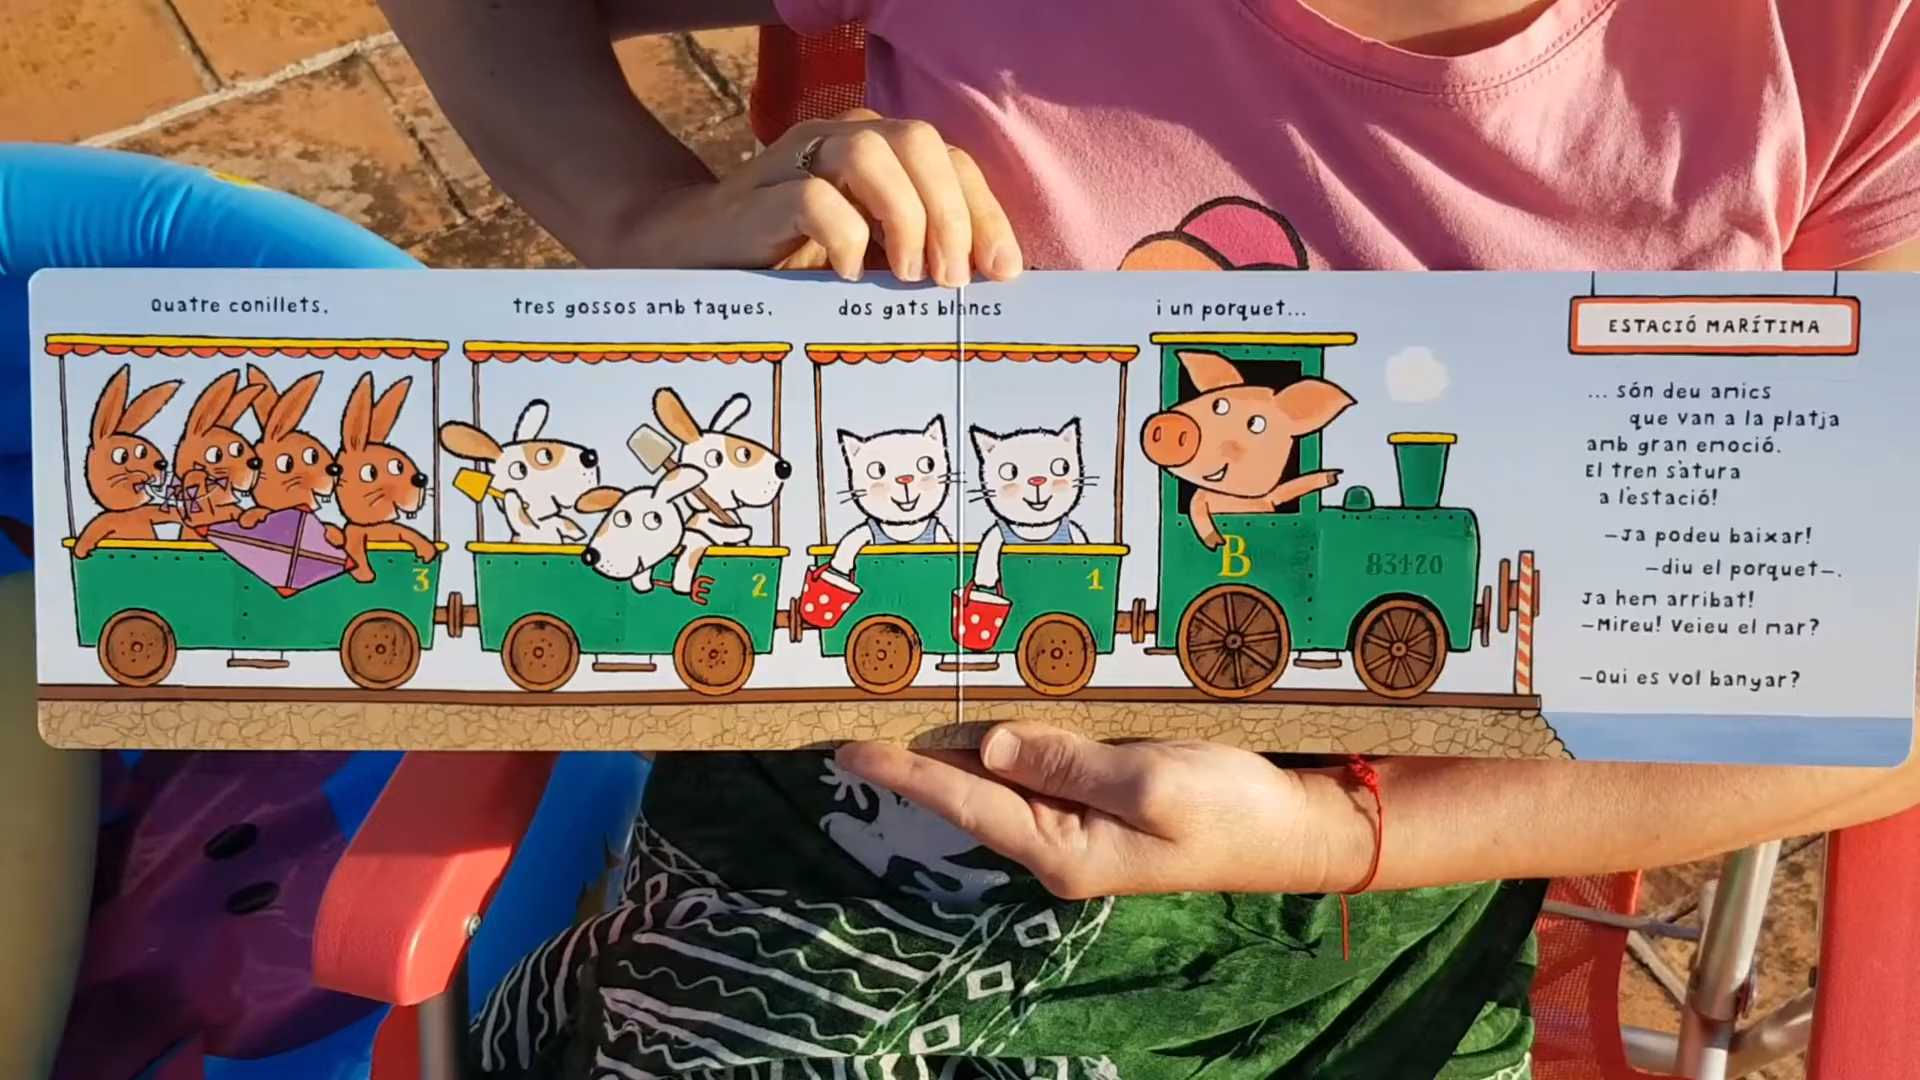 Quatre conillets,
tres gossos amb taques,
dos gats blancs
i un porquet...
3
2
1
B
83420
ESTACIÓ MARÍTIMA
... són deu amics
que van a la platja
amb gran emoció.
El tren s'atura
a l'estació!
—Ja podeu baixar!
—diu el porquet—.
Ja hem arribat!
—Mireu! Veieu el mar?
—Qui es vol banyar?